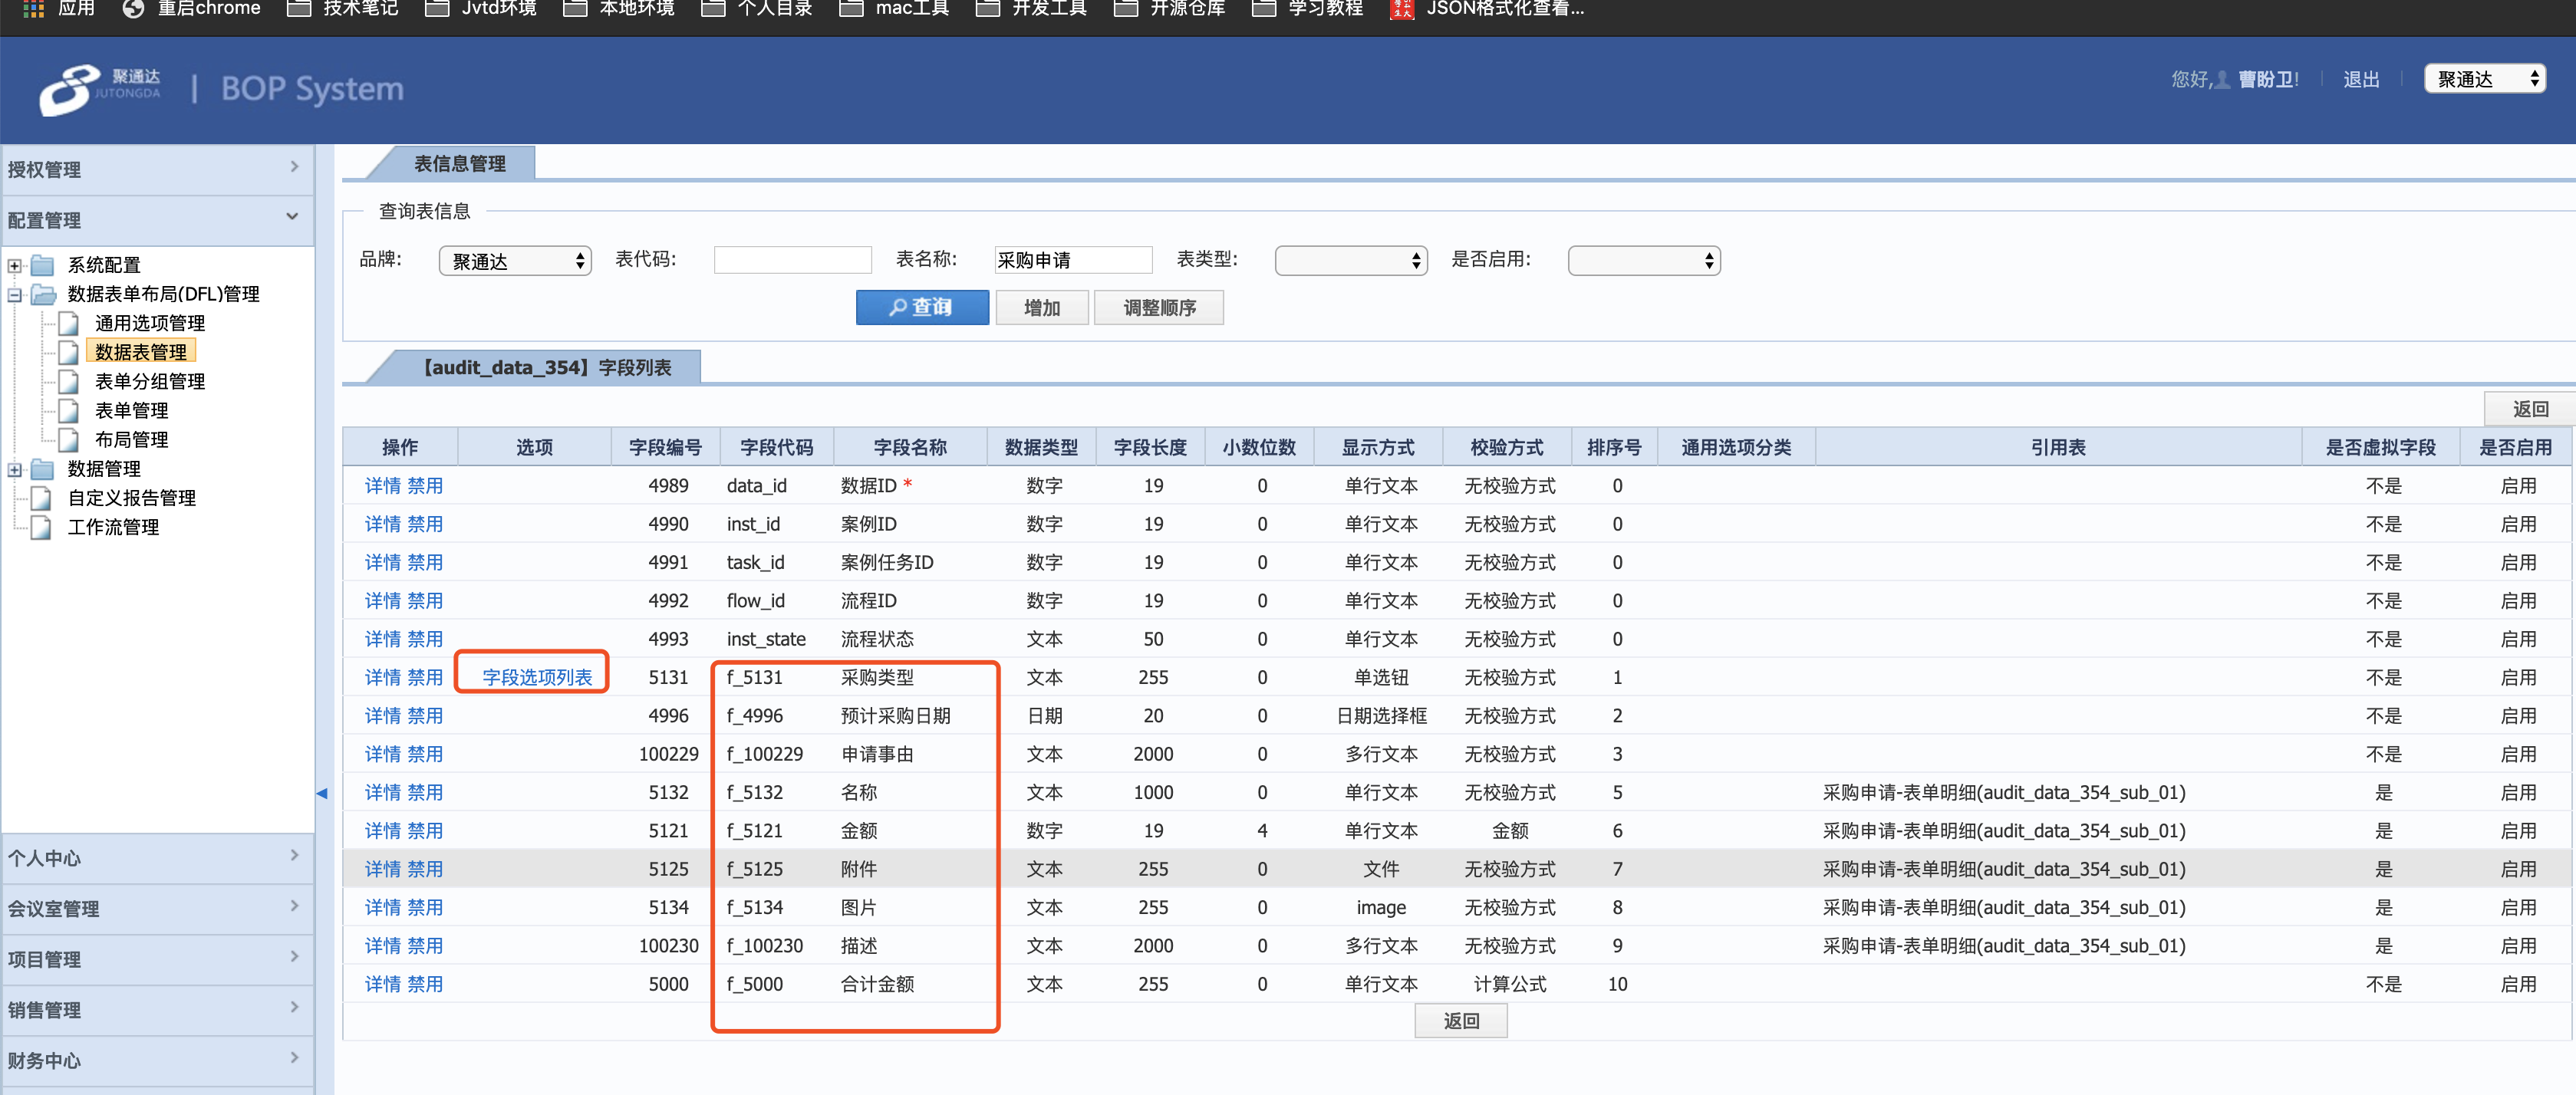 应用 重启chrome 技术笔记 Jvtd环境 本地环境 个人目录 mac工具 开发工具 开源仓库 学习教程 JSON格式化查看...
聚通达 JUTONGDA | BOP System 您好, 曹盼卫! 退出 聚通达
授权管理
配置管理
系统配置
数据表单布局(DFL)管理
通用选项管理
数据表管理
表单分组管理
表单管理
布局管理
数据管理
自定义报告管理
工作流管理
个人中心
会议室管理
项目管理
销售管理
财务中心
表信息管理
查询表信息
品牌: 聚通达 表代码: 表名称: 采购申请 表类型: 是否启用:
查询 增加 调整顺序
【audit_data_354】字段列表
返回
操作 选项 字段编号 字段代码 字段名称 数据类型 字段长度 小数位数 显示方式 校验方式 排序号 通用选项分类 引用表 是否虚拟字段 是否启用
详情 禁用 4989 data_id 数据ID * 数字 19 0 单行文本 无校验方式 0 不是 启用
详情 禁用 4990 inst_id 案例ID 数字 19 0 单行文本 无校验方式 0 不是 启用
详情 禁用 4991 task_id 案例任务ID 数字 19 0 单行文本 无校验方式 0 不是 启用
详情 禁用 4992 flow_id 流程ID 数字 19 0 单行文本 无校验方式 0 不是 启用
详情 禁用 4993 inst_state 流程状态 文本 50 0 单行文本 无校验方式 0 不是 启用
详情 禁用 字段选项列表 5131 f_5131 采购类型 文本 255 0 单选钮 无校验方式 1 不是 启用
详情 禁用 4996 f_4996 预计采购日期 日期 20 0 日期选择框 无校验方式 2 不是 启用
详情 禁用 100229 f_100229 申请事由 文本 2000 0 多行文本 无校验方式 3 不是 启用
详情 禁用 5132 f_5132 名称 文本 1000 0 单行文本 无校验方式 5 采购申请-表单明细(audit_data_354_sub_01) 是 启用
详情 禁用 5121 f_5121 金额 数字 19 4 单行文本 金额 6 采购申请-表单明细(audit_data_354_sub_01) 是 启用
详情 禁用 5125 f_5125 附件 文本 255 0 文件 无校验方式 7 采购申请-表单明细(audit_data_354_sub_01) 是 启用
详情 禁用 5134 f_5134 图片 文本 255 0 image 无校验方式 8 采购申请-表单明细(audit_data_354_sub_01) 是 启用
详情 禁用 100230 f_100230 描述 文本 2000 0 多行文本 无校验方式 9 采购申请-表单明细(audit_data_354_sub_01) 是 启用
详情 禁用 5000 f_5000 合计金额 文本 255 0 单行文本 计算公式 10 不是 启用
返回